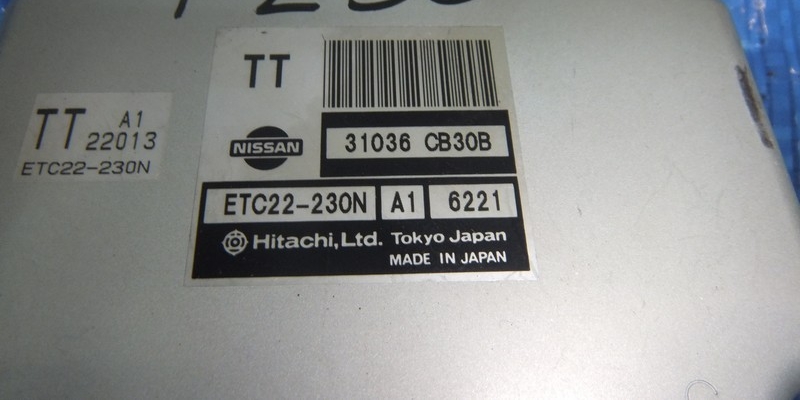 TT
NISSAN
31036 CB30B
ETC22-230N A1 6221
Hitachi, Ltd. Tokyo Japan
MADE IN JAPAN
TT A1
22013
ETC22-230N